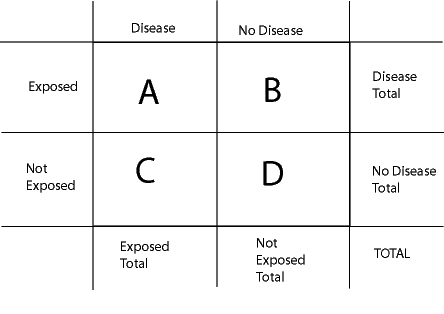 Disease
No Disease
Exposed
A
B
Disease
Total
Not
Exposed
C
D
No Disease
Total
Exposed
Total
Not
Exposed
Total
TOTAL